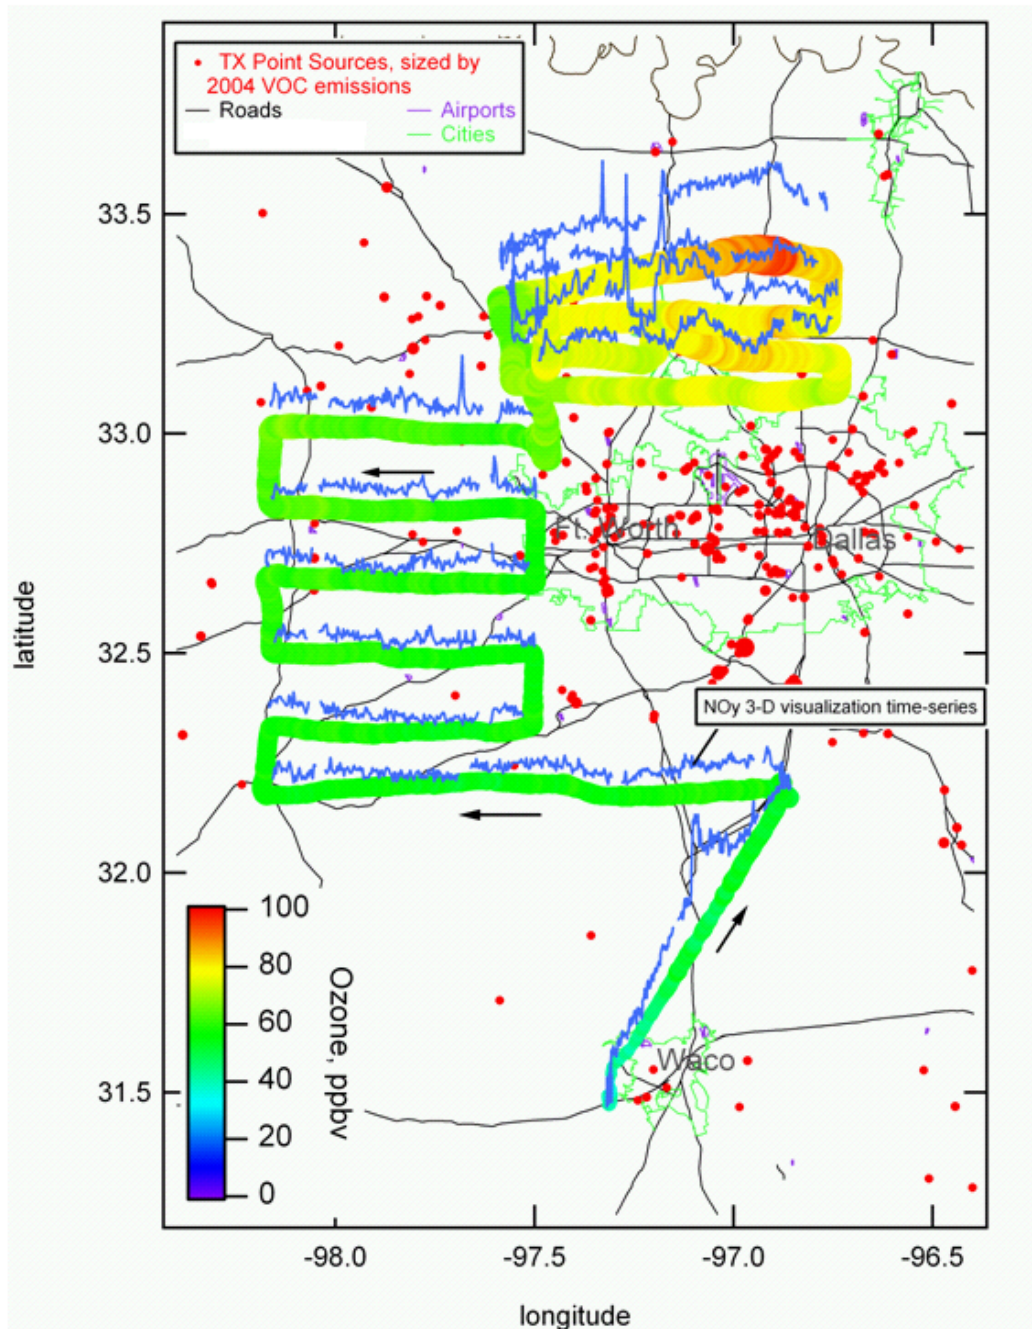 TX Point Sources, sized by
2004 VOC emissions
Roads
Airports
Cities
33.5
33.0
32.5
32.0
31.5
latitude
Ft. Worth
Dallas
NOy 3-D visualization time-series
Waco
100
80
60
40
20
0
Ozone, ppbv
-98.0
-97.5
-97.0
-96.5
longitude